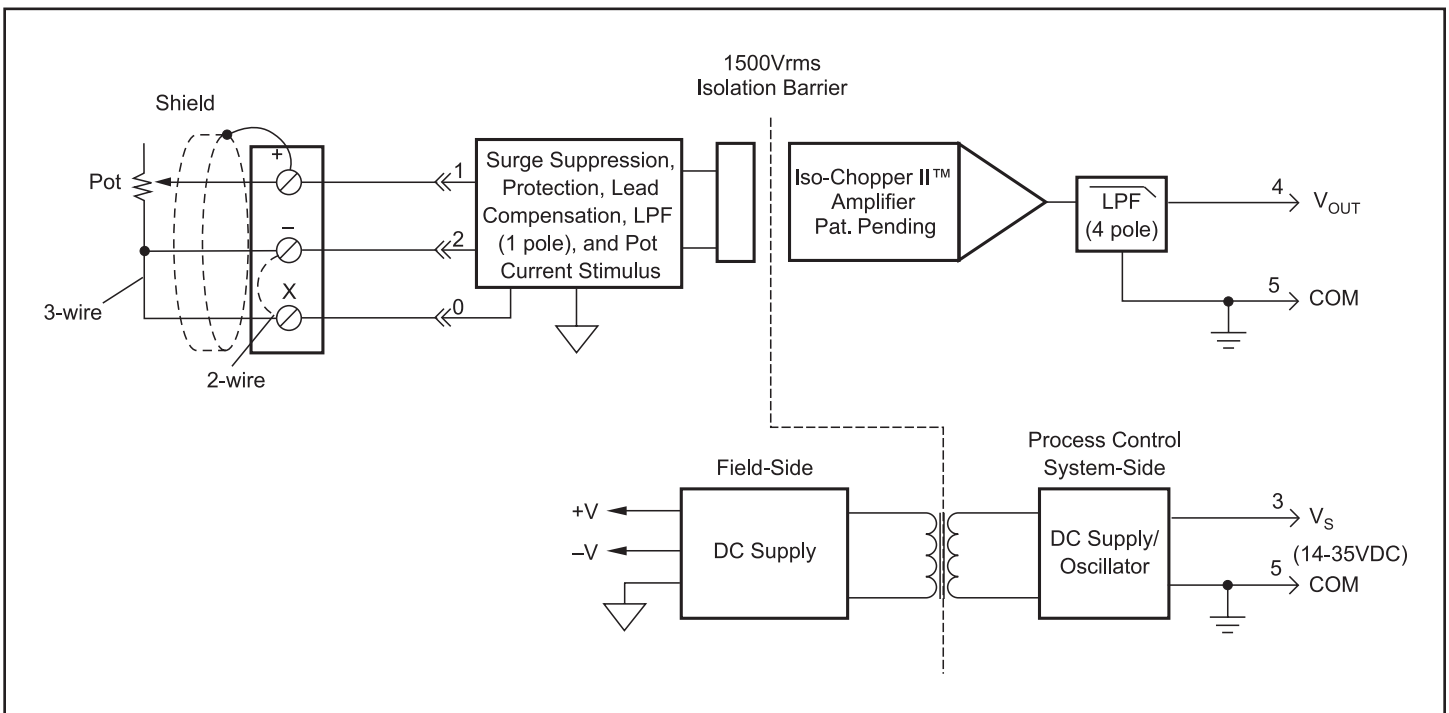 1500Vrms
Isolation Barrier
Shield
Pot
3-wire
2-wire
+
–
X
1
2
0
Surge Suppression,
Protection, Lead
Compensation, LPF
(1 pole), and Pot
Current Stimulus
Iso-Chopper II™
Amplifier
Pat. Pending
LPF
(4 pole)
4
VOUT
5
COM
Field-Side
+V
–V
DC Supply
Process Control
System-Side
DC Supply/
Oscillator
3
VS
(14-35VDC)
5
COM